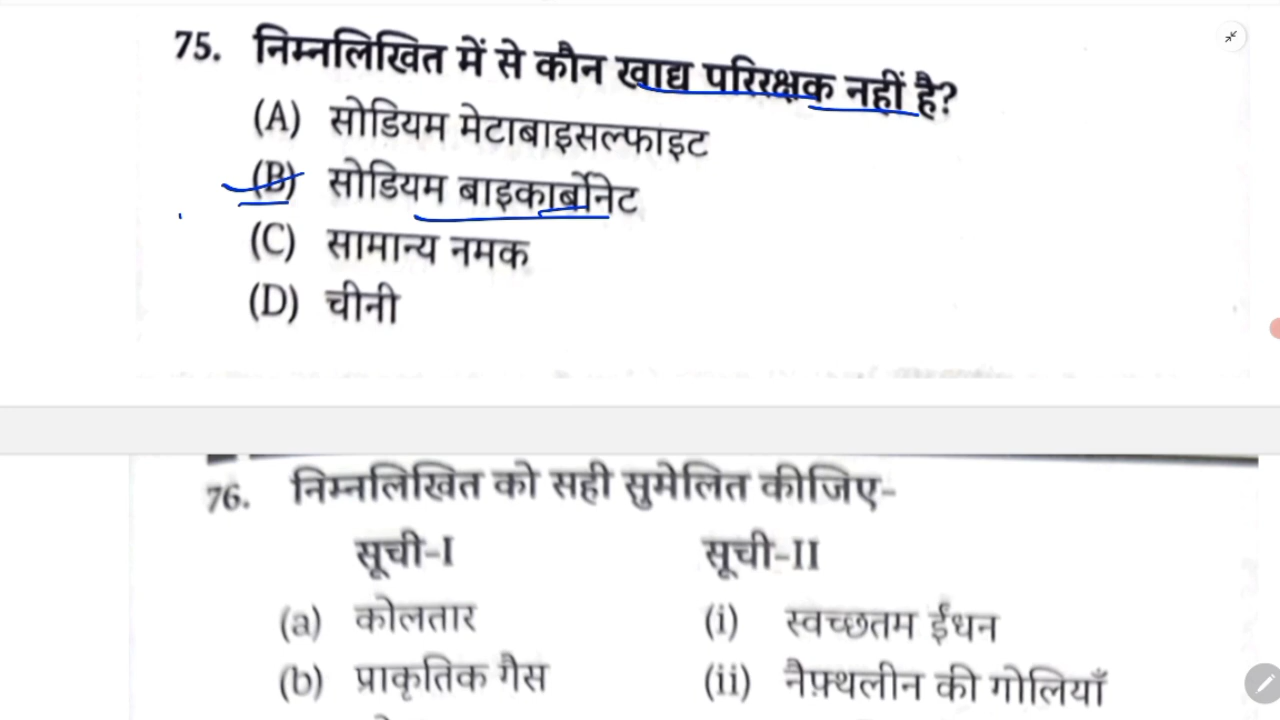 75. निम्नलिखित में से कौन खाद्य परिरक्षक नहीं है?
(A) सोडियम मेटाबाइसल्फाइट
(B) सोडियम बाइकार्बोनेट
(C) सामान्य नमक
(D) चीनी
76. निम्नलिखित को सही सुमेलित कीजिए-
सूची-I सूची-II
(a) कोलतार (i) स्वच्छतम ईंधन
(b) प्राकृतिक गैस (ii) नैफ़्थलीन की गोलियाँ